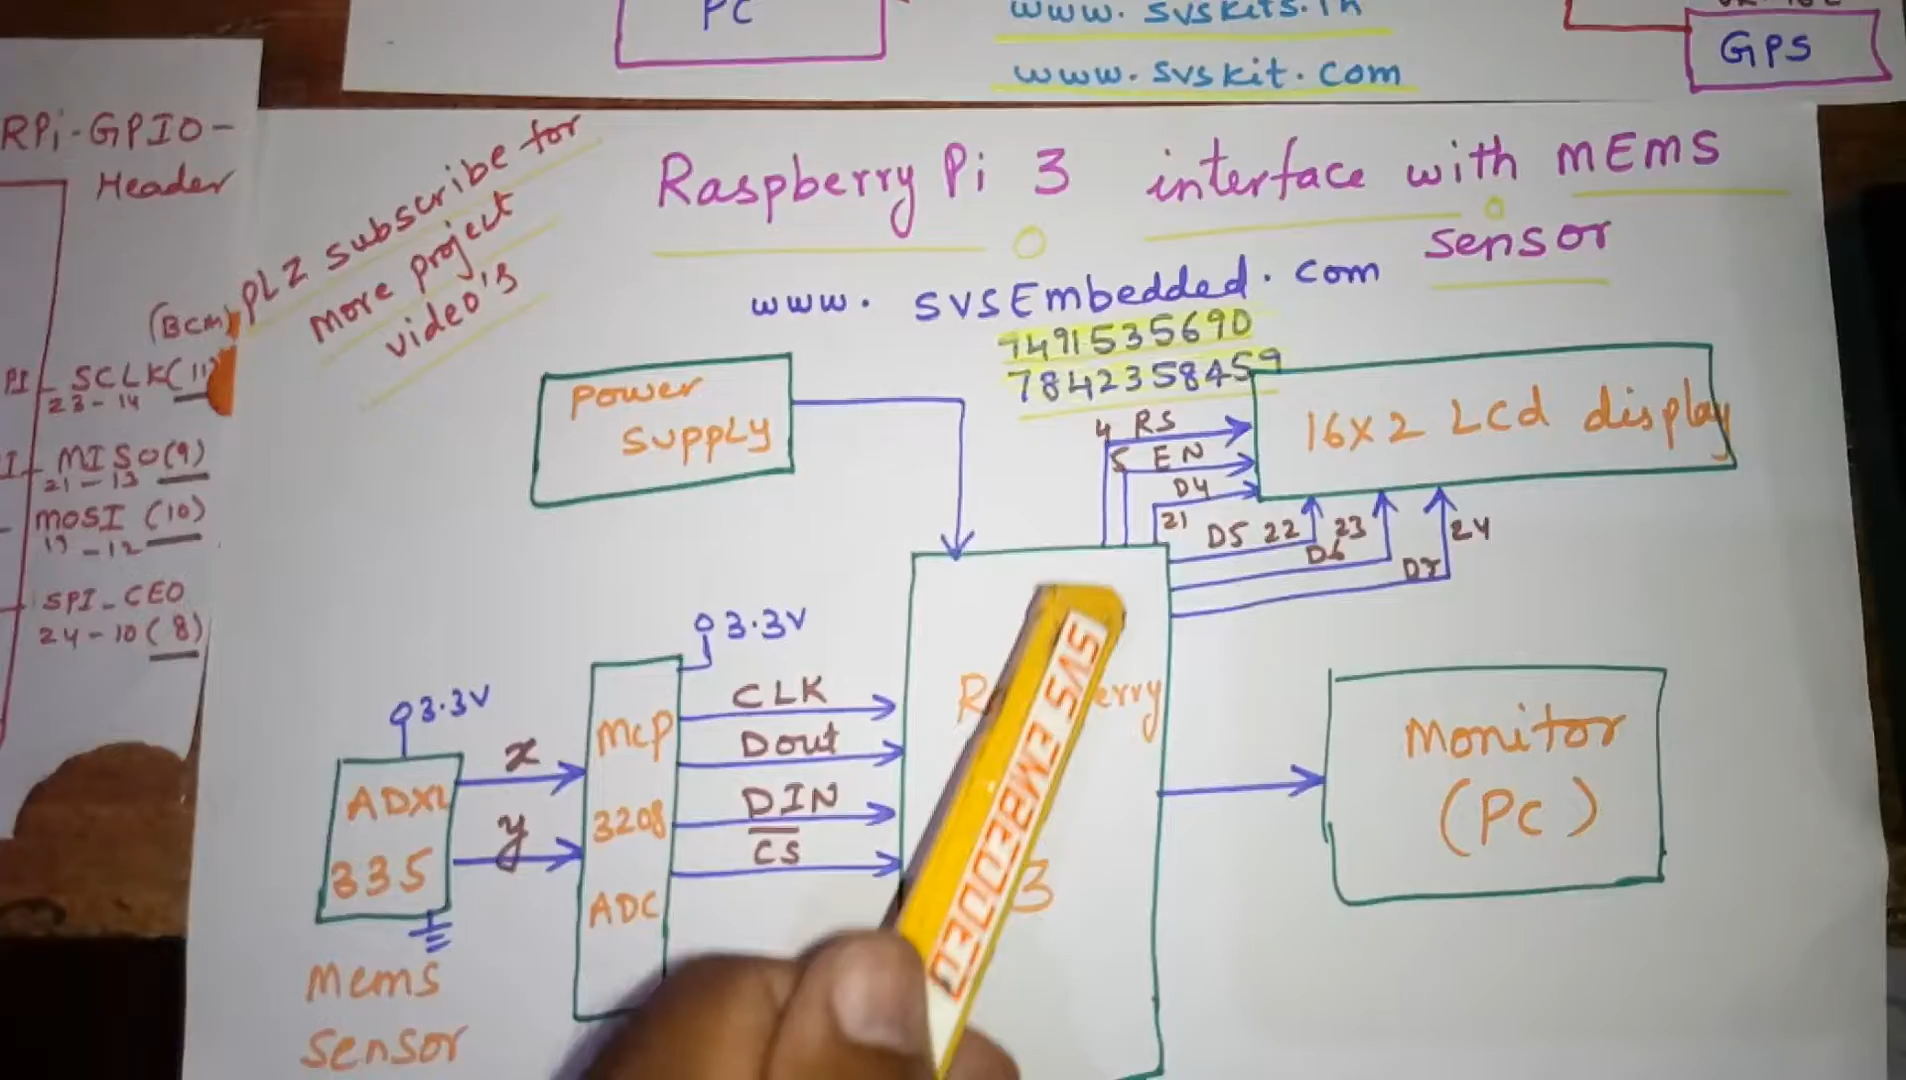 PC
www.svskits.in
www.svskit.com
GPS
RPi-GPIO-
Header
(BCM)
SCLK(11)
23-14
MISO(9)
21-13
MOSI (10)
19-12
SPI_CEO
24-10(8)
PLZ subscribe for
more project
video's
Raspberry Pi 3 interface with MEMS
sensor
www.SVSEmbedded.com
9491535690
7842358459
Power
Supply
4 RS
5 EN
D4
21
D5 22
23
D6
24
D7
16x2 Lcd display
3.3V
3.3V
ADXL
335
x
y
Mcp
3208
ADC
CLK
Dout
DIN
CS
3
SVS EMBEDDED
Monitor
(PC)
Mems
Sensor